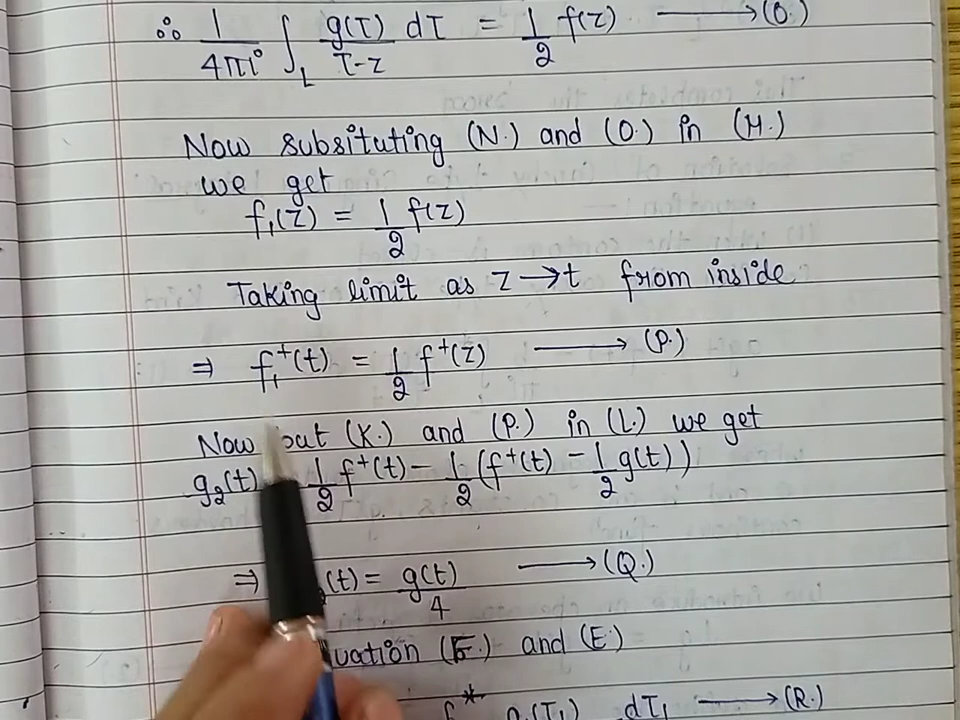 ∴ 1/4πi ∫_L g(τ)/τ-z dτ = 1/2 f(z) → (O.)
Now subsituting (N.) and (O.) in (M.)
we get
f₁(z) = 1/2 f(z)
Taking limit as z → t from inside
⇒ f₁⁺(t) = 1/2 f⁺(z) → (P.)
Now put (K.) and (P.) in (L.) we get
g₂(t) 1/2 f⁺(t) - 1/2 (f⁺(t) - 1/2 g(t))
⇒ (t) = g(t)/4 → (Q.)
and (E.)
∫* dτ₁ → (R.)